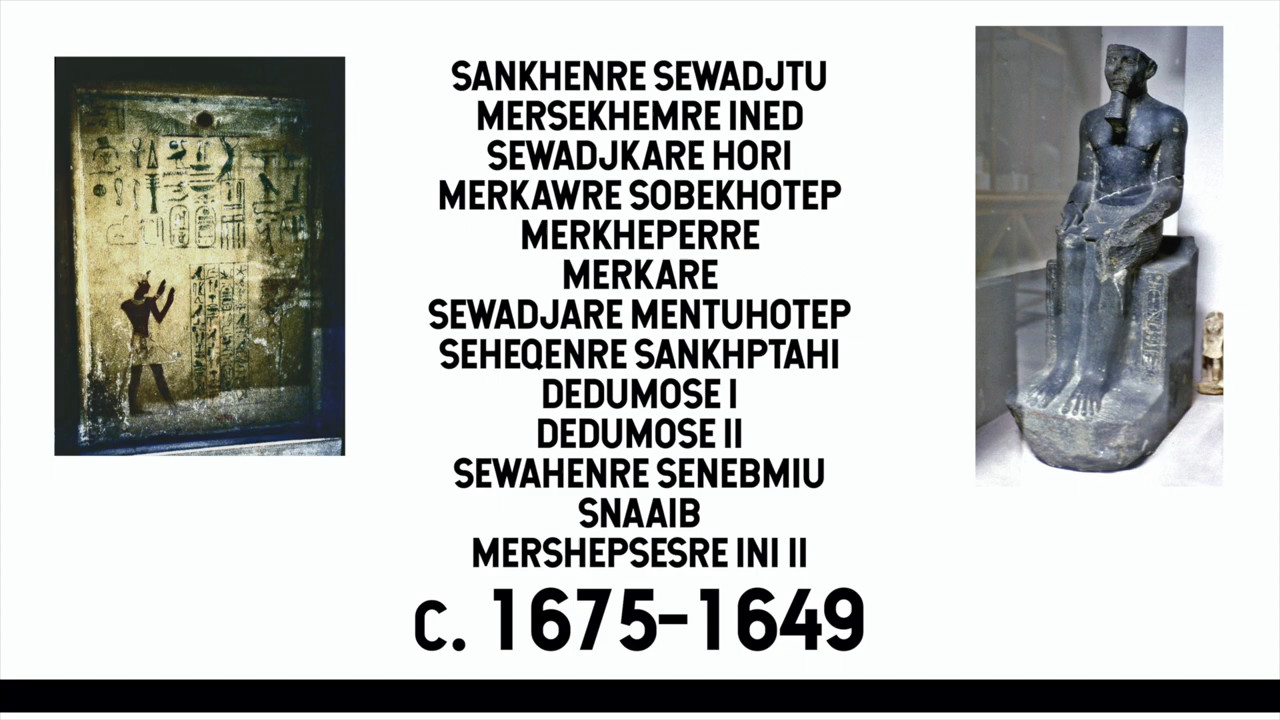 SANKHENRE SEWADJTU
MERSEKHEMRE INED
SEWADJKARE HORI
MERKAWRE SOBEKHOTEP
MERKHEPERRE
MERKARE
SEWADJARE MENTUHOTEP
SEHEQENRE SANKHPTAHI
DEDUMOSE I
DEDUMOSE II
SEWAHENRE SENEBMIU
SNAAIB
MERSHEPSESRE INI II
c. 1675-1649